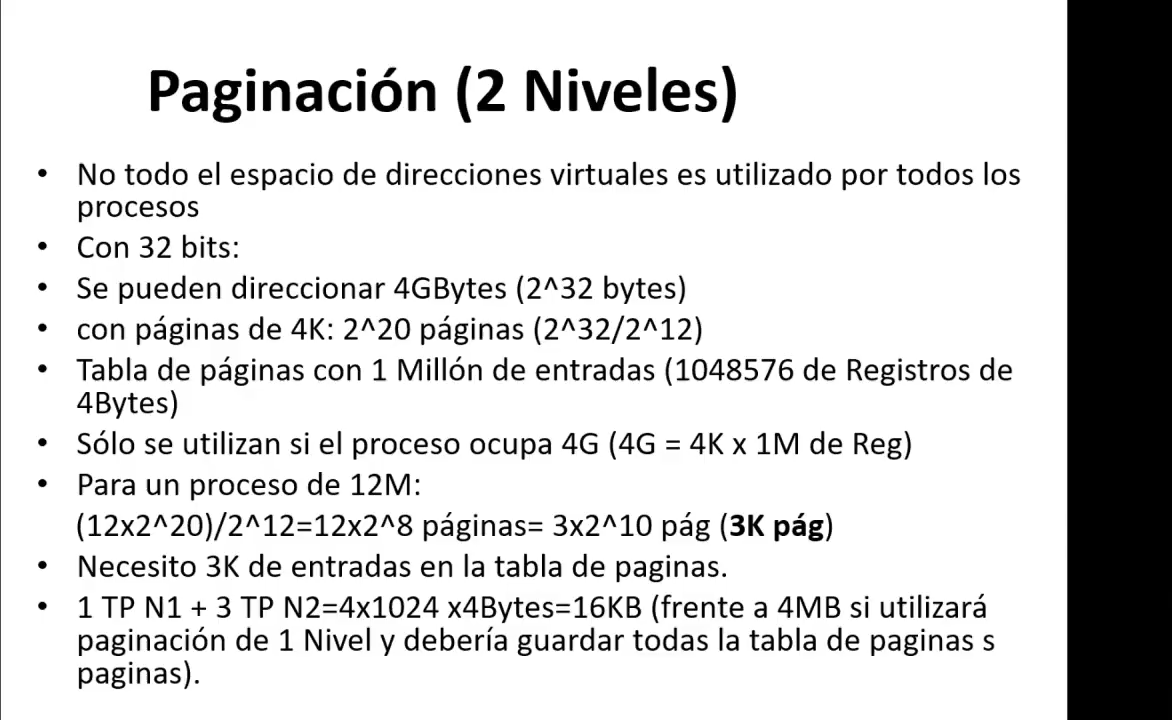 Paginación (2 Niveles)
• No todo el espacio de direcciones virtuales es utilizado por todos los
procesos
• Con 32 bits:
• Se pueden direccionar 4GBytes (2^32 bytes)
• con páginas de 4K: 2^20 páginas (2^32/2^12)
• Tabla de páginas con 1 Millón de entradas (1048576 de Registros de
4Bytes)
• Sólo se utilizan si el proceso ocupa 4G (4G = 4K x 1M de Reg)
• Para un proceso de 12M:
(12x2^20)/2^12=12x2^8 páginas= 3x2^10 pág (3K pág)
• Necesito 3K de entradas en la tabla de paginas.
• 1 TP N1 + 3 TP N2=4x1024 x4Bytes=16KB (frente a 4MB si utilizará
paginación de 1 Nivel y debería guardar todas la tabla de paginas s
paginas).